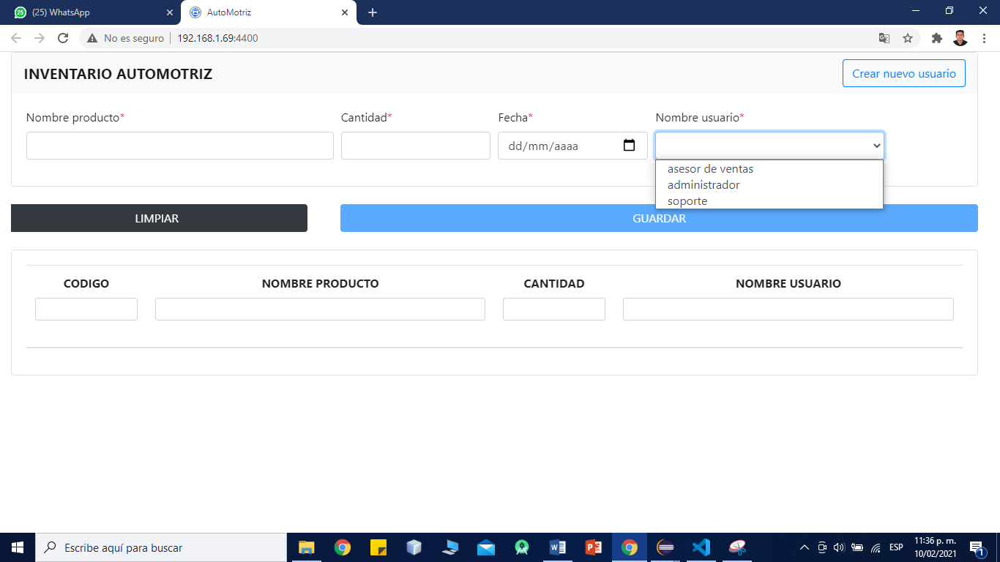 (25) WhatsApp
AutoMotriz
No es seguro
192.168.1.69:4400
INVENTARIO AUTOMOTRIZ
Crear nuevo usuario
Nombre producto*
Cantidad*
Fecha*
Nombre usuario*
dd/mm/aaaa
asesor de ventas
administrador
soporte
LIMPIAR
GUARDAR
CODIGO
NOMBRE PRODUCTO
CANTIDAD
NOMBRE USUARIO
Escribe aquí para buscar
ESP
11:36 p. m.
10/02/2021
1